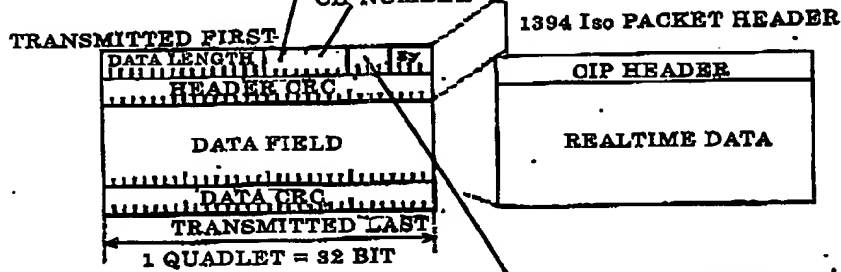 1394 Iso PACKET HEADER
TRANSMITTED FIRST
DATA LENGTH Sy
HEADER CRC
DATA FIELD
DATA CRC
TRANSMITTED LAST
1 QUADLET = 32 BIT
CIP HEADER
REALTIME DATA